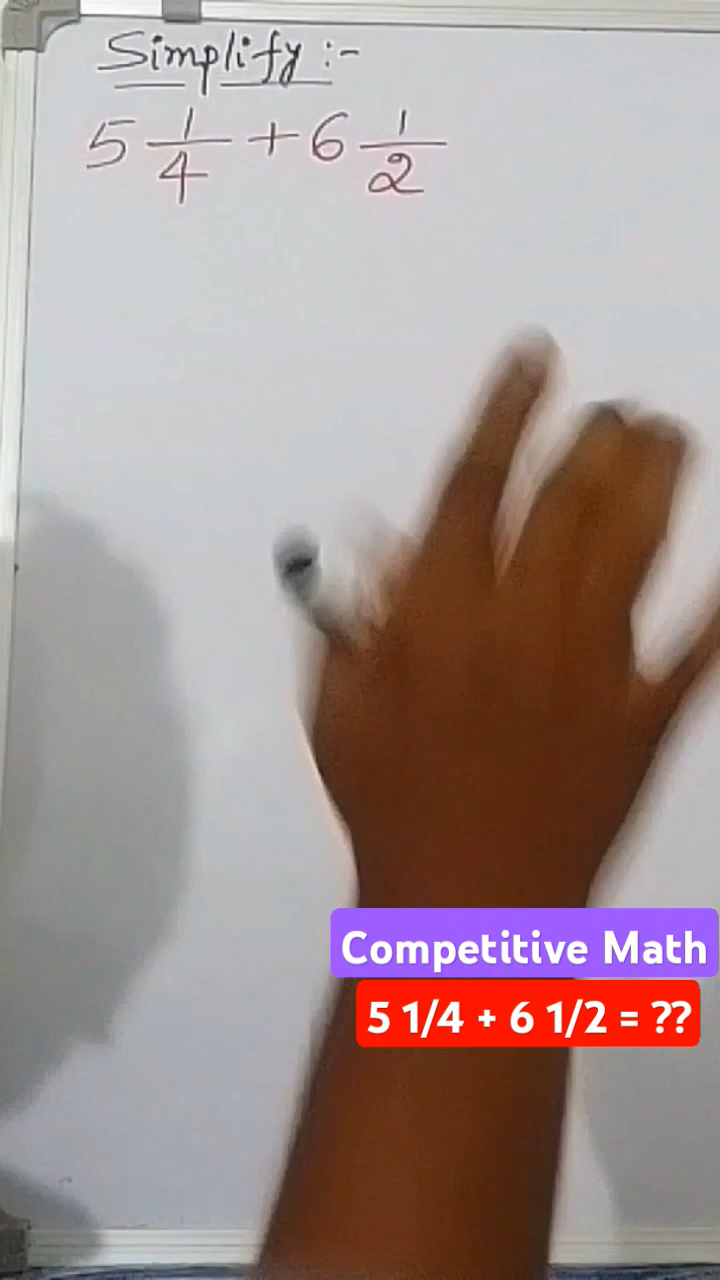 Simplify :-
5 1/4 + 6 1/2
Competitive Math
5 1/4 + 6 1/2 = ??